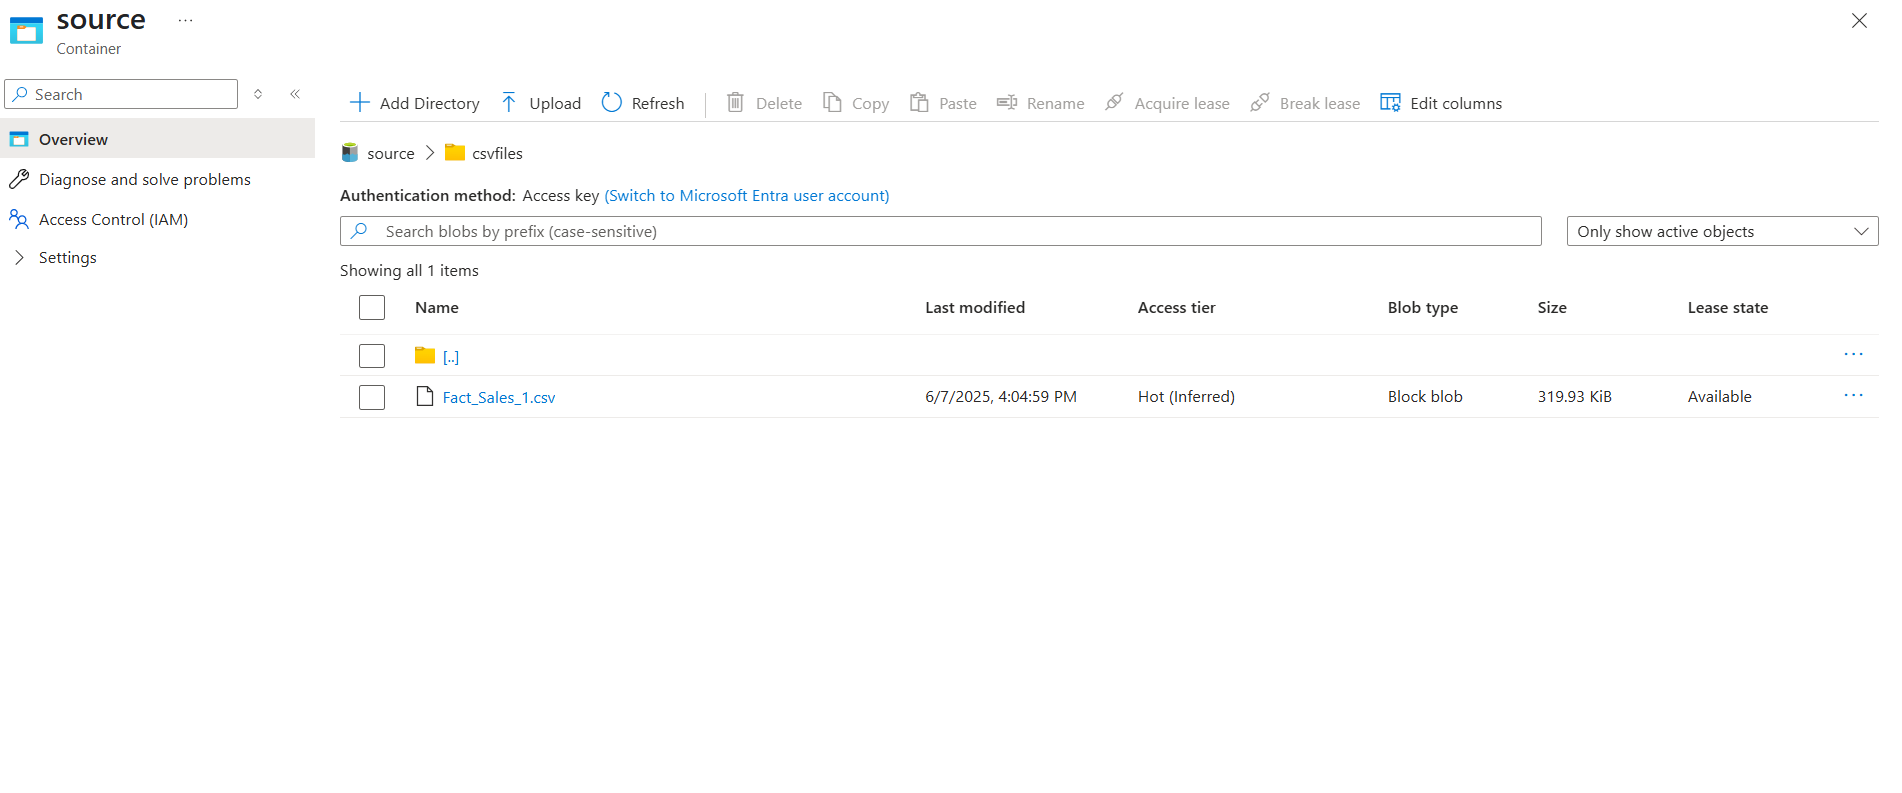 source ...
Container
Search
Overview
Diagnose and solve problems
Access Control (IAM)
Settings
Add Directory Upload Refresh Delete Copy Paste Rename Acquire lease Break lease Edit columns
source > csvfiles
Authentication method: Access key (Switch to Microsoft Entra user account)
Search blobs by prefix (case-sensitive) Only show active objects
Showing all 1 items
Name Last modified Access tier Blob type Size Lease state
[..] ...
Fact_Sales_1.csv 6/7/2025, 4:04:59 PM Hot (Inferred) Block blob 319.93 KiB Available ...